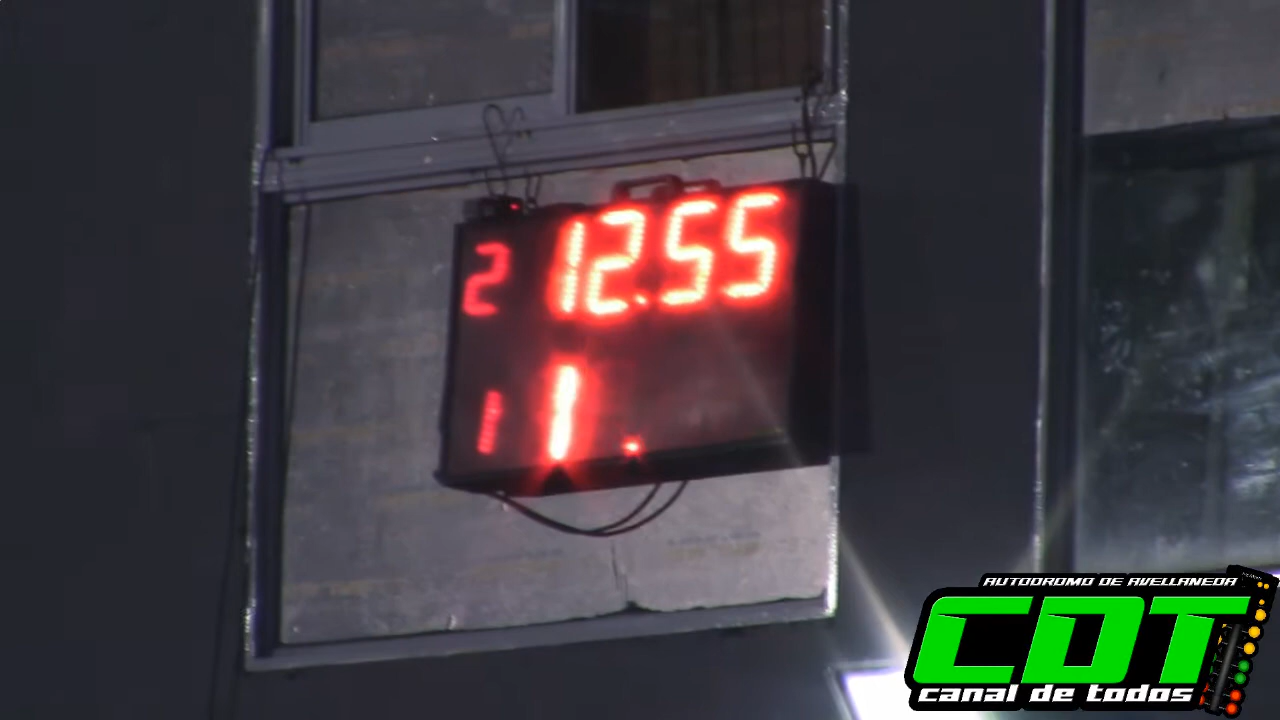 2 12.55
1 1.
AUTODROMO DE AVELLANEDA
CDT
canal de todos